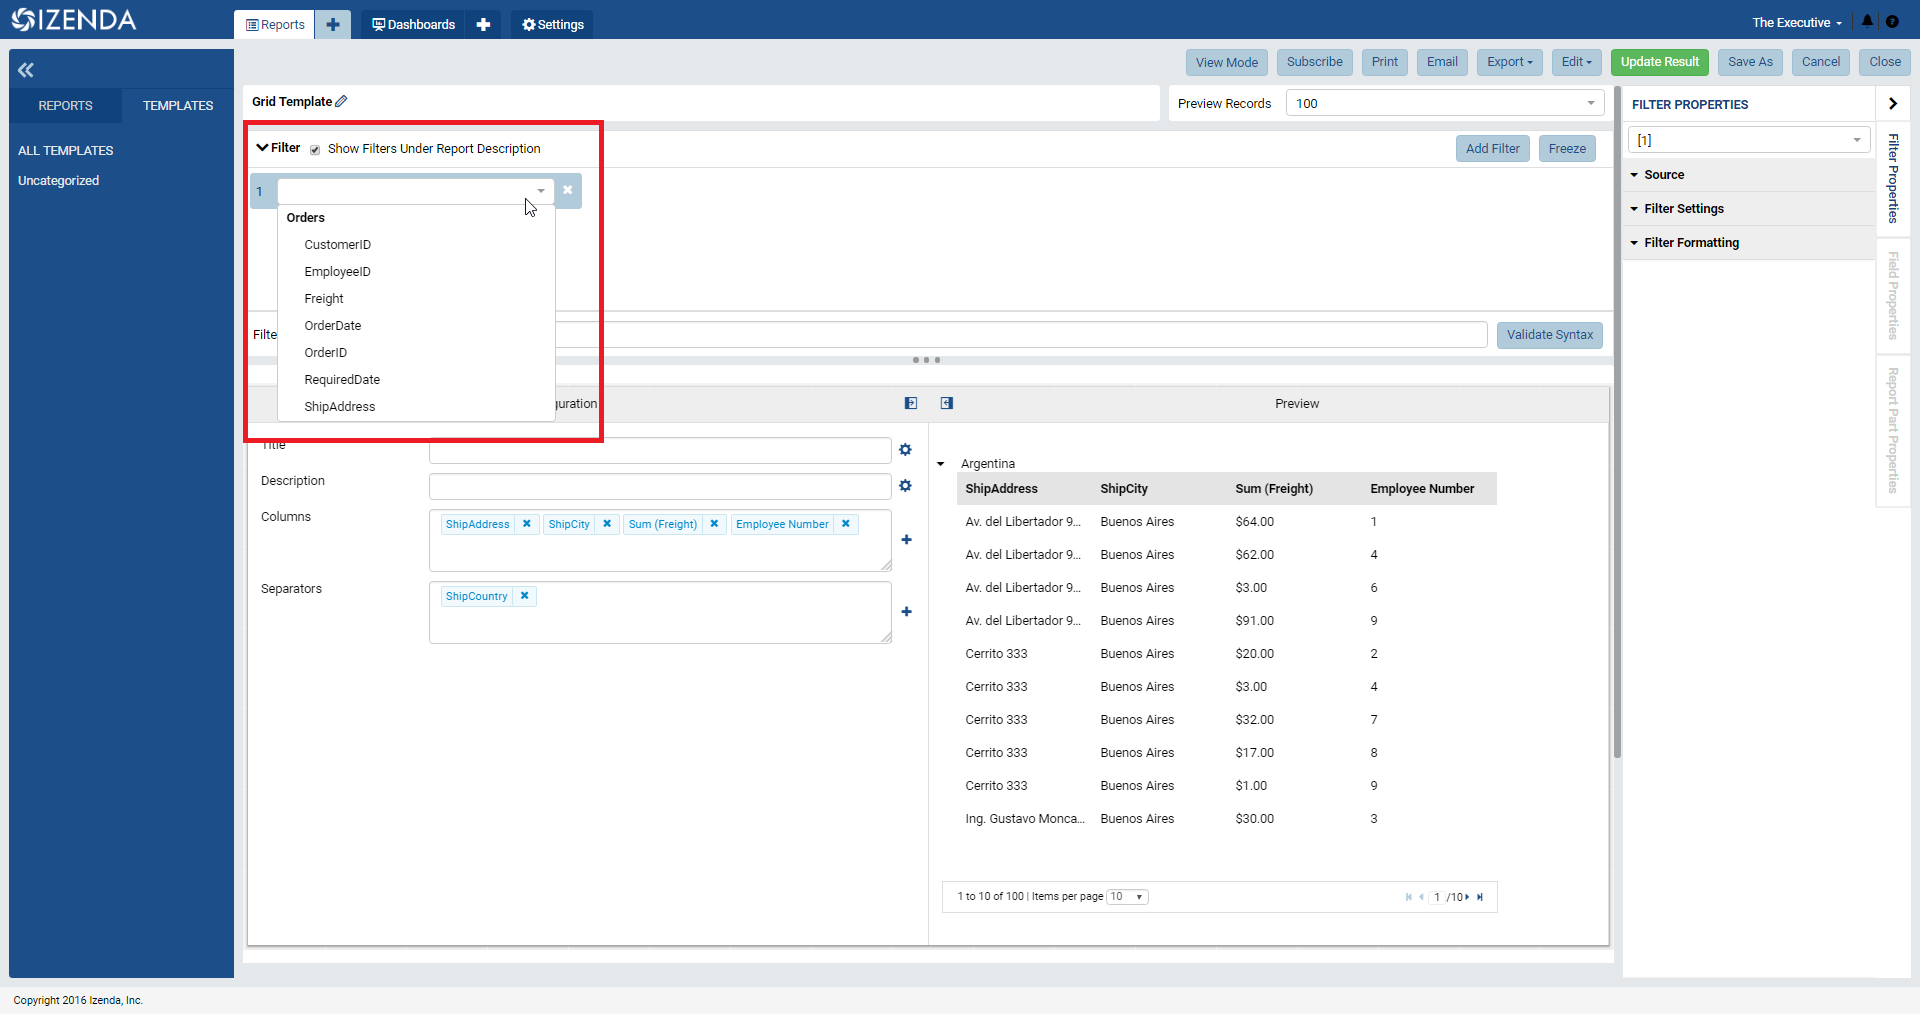 IZENDA
Reports
Dashboards
Settings
The Executive
View Mode
Subscribe
Print
Email
Export
Edit
Update Result
Save As
Cancel
Close
REPORTS
TEMPLATES
ALL TEMPLATES
Uncategorized
Grid Template
Preview Records
100
Filter
Show Filters Under Report Description
Add Filter
Freeze
1
Orders
CustomerID
EmployeeID
Freight
OrderDate
OrderID
RequiredDate
ShipAddress
Filte
Validate Syntax
guration
Preview
Title
Description
Columns
ShipAddress
ShipCity
Sum (Freight)
Employee Number
Separators
ShipCountry
Argentina
ShipAddress ShipCity Sum (Freight) Employee Number
Av. del Libertador 9... Buenos Aires $64.00 1
Av. del Libertador 9... Buenos Aires $62.00 4
Av. del Libertador 9... Buenos Aires $3.00 6
Av. del Libertador 9... Buenos Aires $91.00 9
Cerrito 333 Buenos Aires $20.00 2
Cerrito 333 Buenos Aires $3.00 4
Cerrito 333 Buenos Aires $32.00 7
Cerrito 333 Buenos Aires $17.00 8
Cerrito 333 Buenos Aires $1.00 9
Ing. Gustavo Monca... Buenos Aires $30.00 3
1 to 10 of 100 | Items per page 10
1 /10
FILTER PROPERTIES
[1]
Source
Filter Settings
Filter Formatting
Filter Properties
Field Properties
Report Part Properties
Copyright 2016 Izenda, Inc.